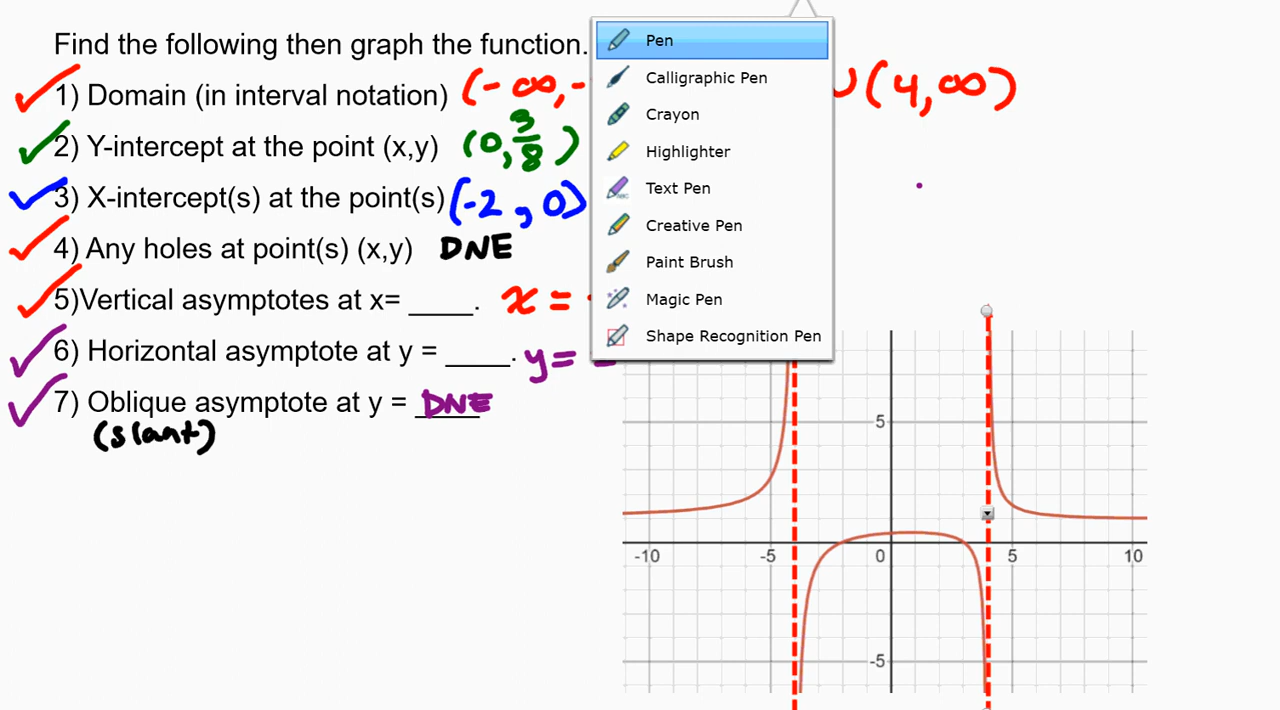 Find the following then graph the function.
1) Domain (in interval notation) (-∞,- ∪(4,∞)
2) Y-intercept at the point (x,y) (0, 3/8)
3) X-intercept(s) at the point(s) (-2, 0)
4) Any holes at point(s) (x,y) DNE
5)Vertical asymptotes at x= ____. x =
6) Horizontal asymptote at y = ____. y=
7) Oblique asymptote at y = DNE
(slant)
Pen
Calligraphic Pen
Crayon
Highlighter
Text Pen
Creative Pen
Paint Brush
Magic Pen
Shape Recognition Pen
5
-10 -5 0 5 10
-5